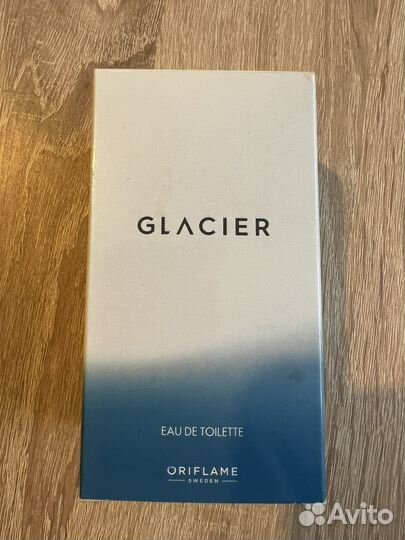 GLACIER
EAU DE TOILETTE
ORIFLAME
SWEDEN
Avito